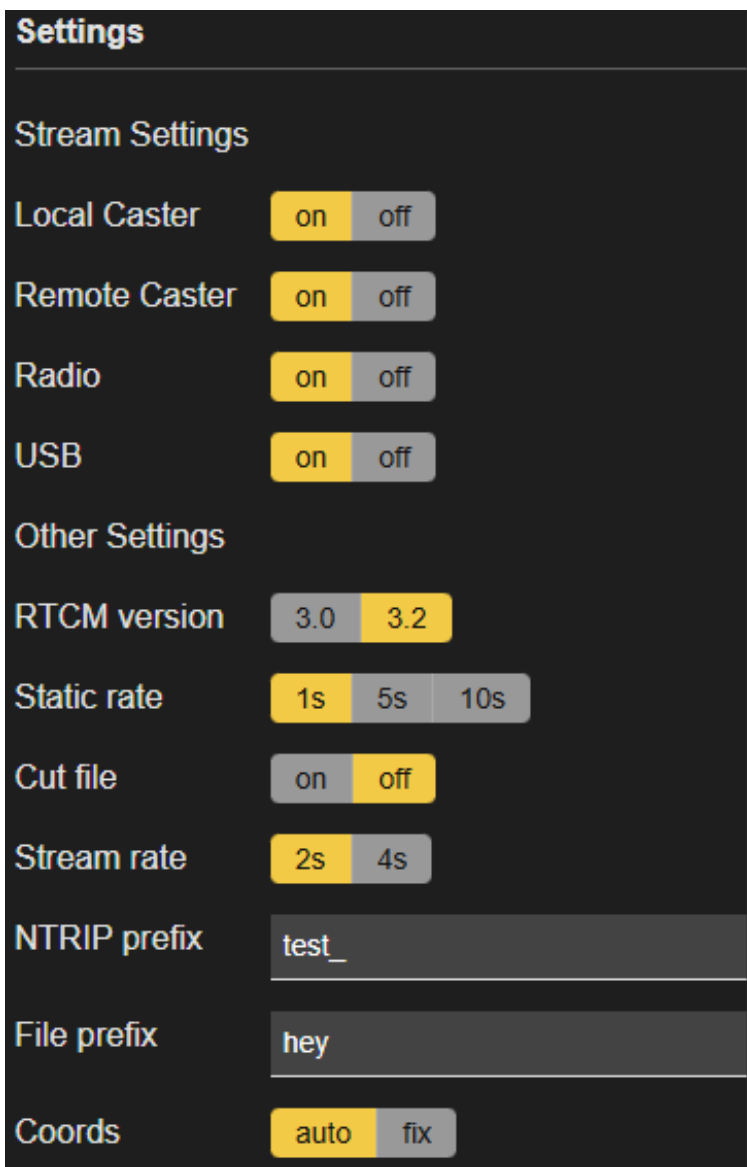 Settings
Stream Settings
Local Caster on off
Remote Caster on off
Radio on off
USB on off
Other Settings
RTCM version 3.0 3.2
Static rate 1s 5s 10s
Cut file on off
Stream rate 2s 4s
NTRIP prefix test_
File prefix hey
Coords auto fix